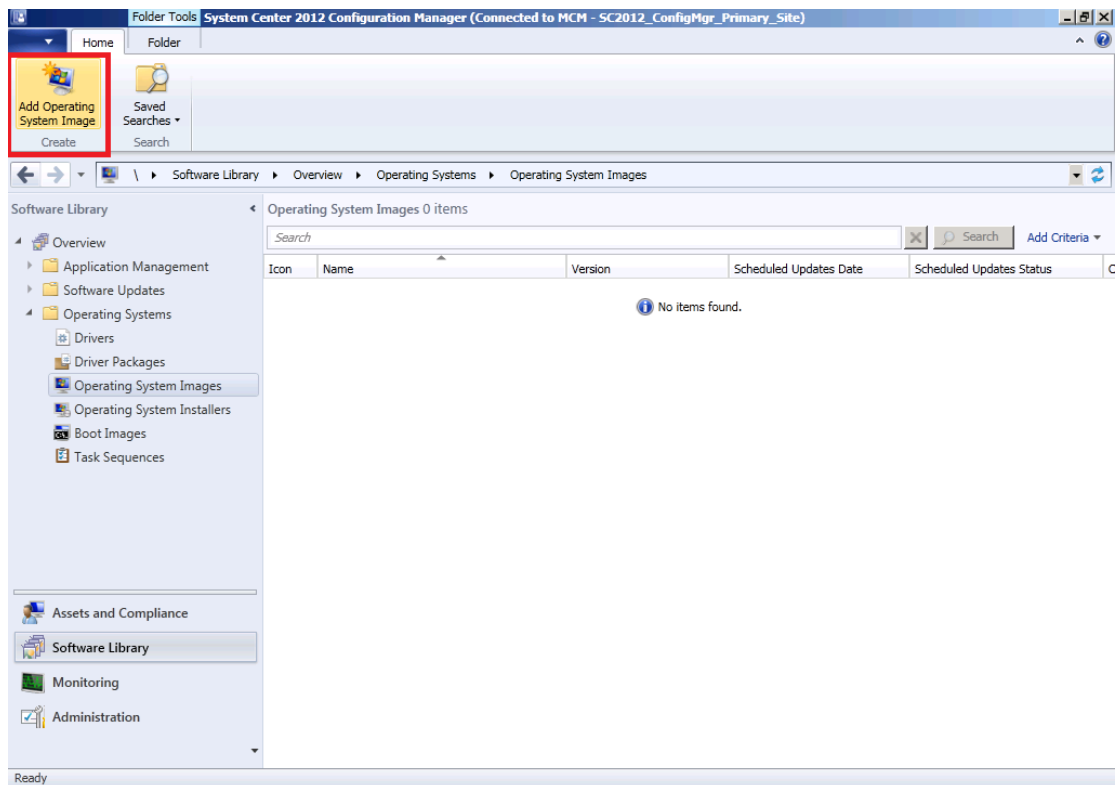 Folder Tools System Center 2012 Configuration Manager (Connected to MCM - SC2012_ConfigMgr_Primary_Site)
Home Folder
Add Operating System Image
Saved Searches
Create Search
\ Software Library Overview Operating Systems Operating System Images
Software Library
Overview
Application Management
Software Updates
Operating Systems
Drivers
Driver Packages
Operating System Images
Operating System Installers
Boot Images
Task Sequences
Assets and Compliance
Software Library
Monitoring
Administration
Operating System Images 0 items
Search Search Add Criteria
Icon Name Version Scheduled Updates Date Scheduled Updates Status
No items found.
Ready